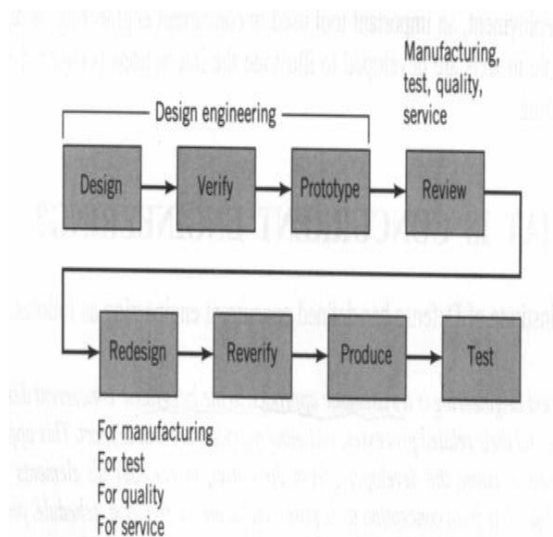 Manufacturing,
test, quality,
service
Design engineering
Design
Verify
Prototype
Review
Redesign
Reverify
Produce
Test
For manufacturing
For test
For quality
For service